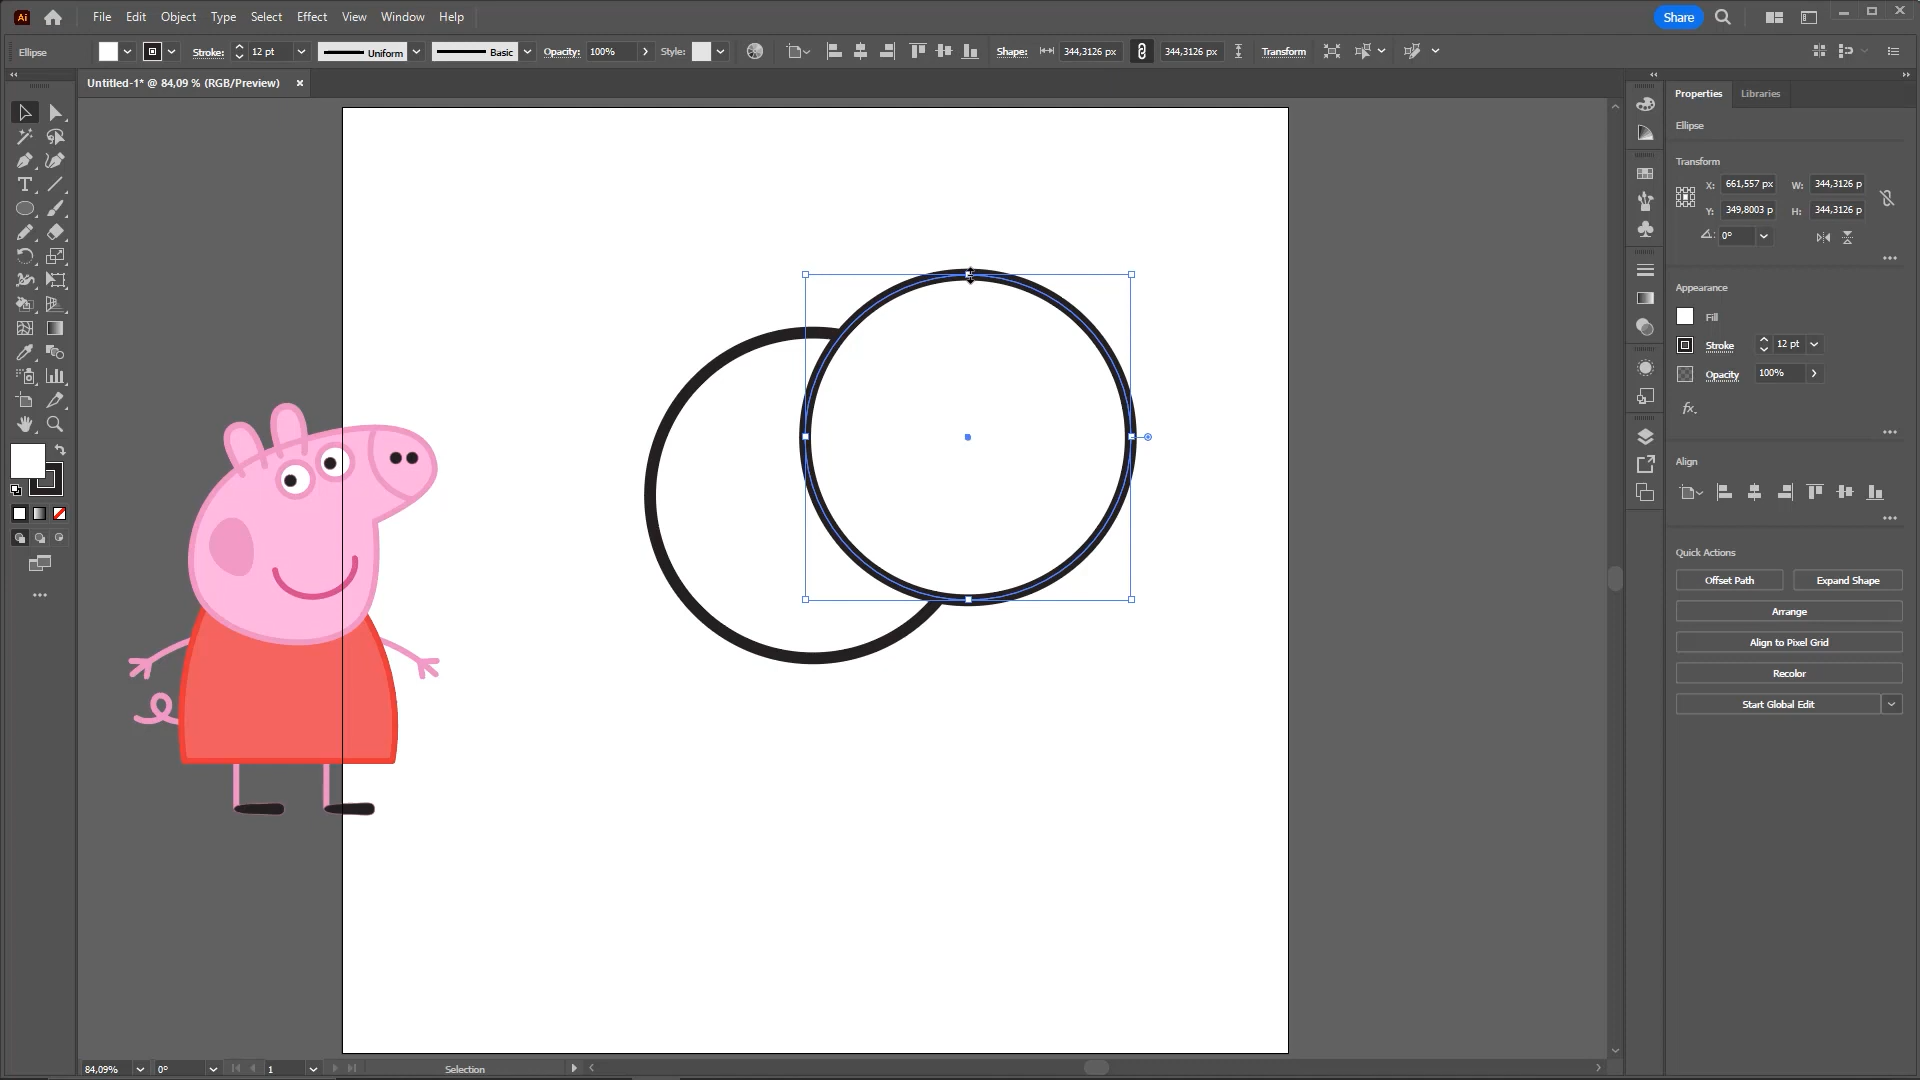 Ai File Edit Object Type Select Effect View Window Help Share
Ellipse Stroke: 12 pt Uniform Basic Opacity: 100% Style: Shape: 344,3126 px 344,3126 px Transform
Untitled-1* @ 84,09 % (RGB/Preview) ×
Properties Libraries
Ellipse
Transform
X: 661,557 px W: 344,3126 p
Y: 349,8003 p H: 344,3126 p
0°
Appearance
Fill
Stroke 12 pt
Opacity 100%
fx.
Align
Quick Actions
Offset Path Expand Shape
Arrange
Align to Pixel Grid
Recolor
Start Global Edit
84,09% 0° 1 Selection